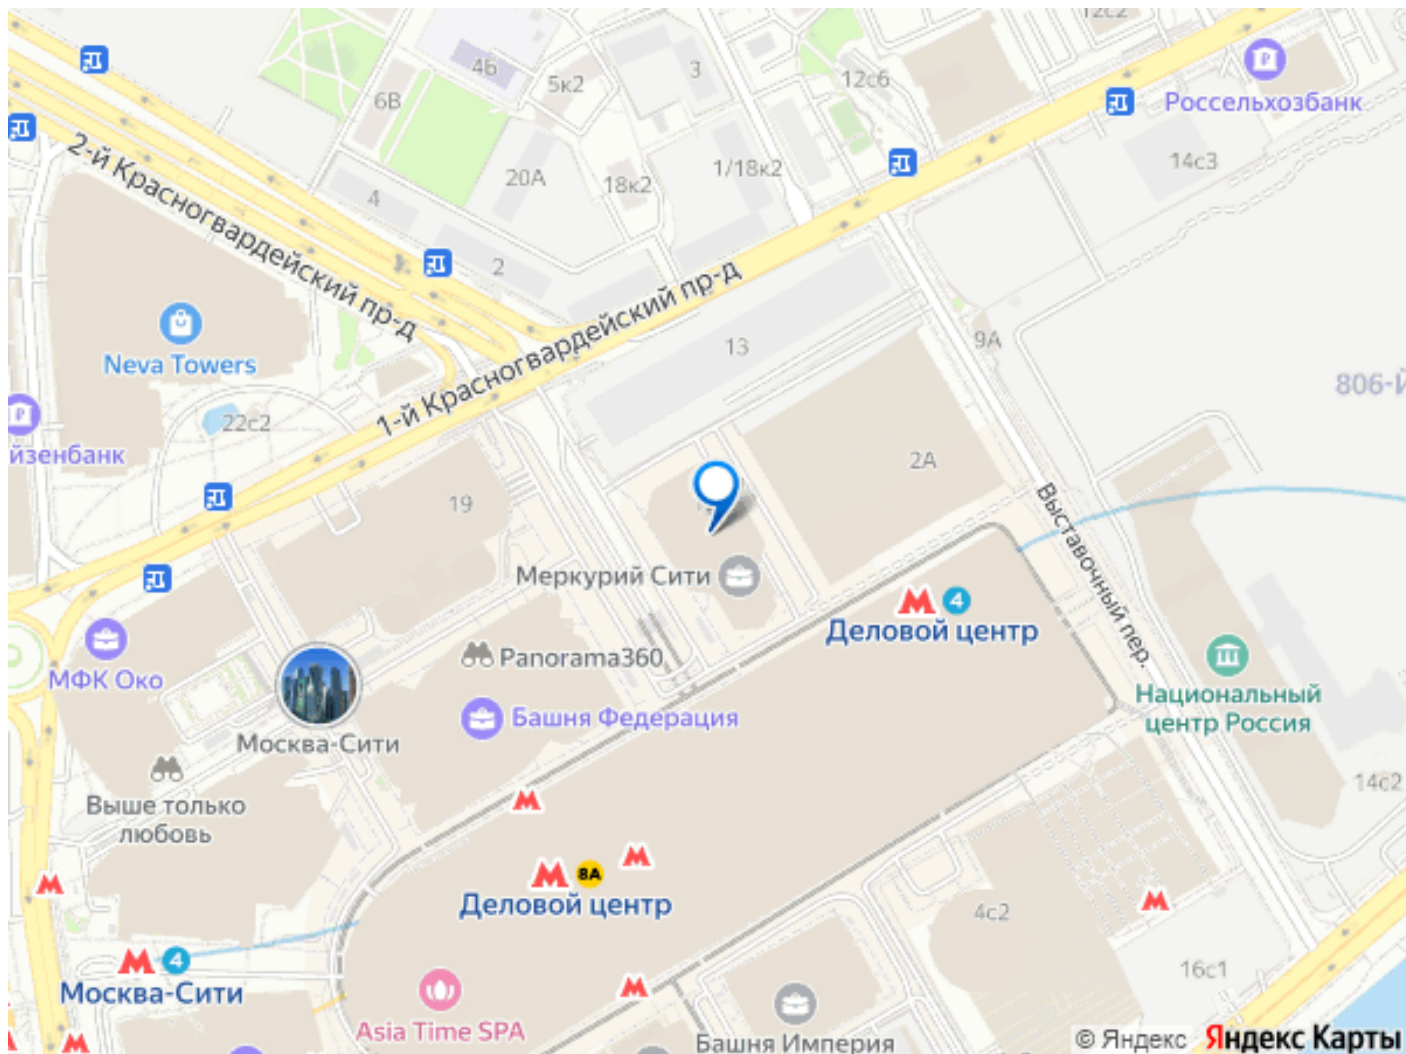 12с2
4Б
3
5к2
12с6
6В
Россельхозбанк
2-й Красногвардейский пр-д
20А
18к2
1/18к2
14с3
4
2
1-й Красногвардейский пр-д
13
9А
Neva Towers
806-Й
22с2
йзенбанк
2А
19
Выставочный пер.
Меркурий Сити
4
Деловой центр
Panorama360
МФК Око
Национальный
центр Россия
Башня Федерация
Москва-Сити
14с2
Выше только
любовь
8А
Деловой центр
4с2
4
Москва-Сити
16с1
Asia Time SPA
Башня Империя
© Яндекс Яндекс Карты